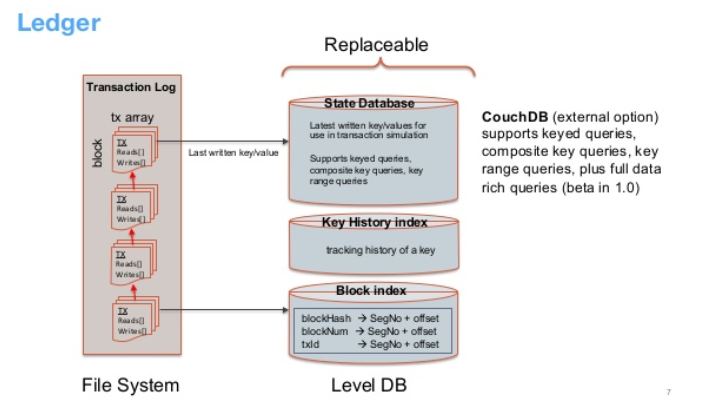 Ledger
Replaceable
Transaction Log
tx array
block
TX
Reads[]
Writes[]
TX
Reads[]
Writes[]
TX
Reads[]
Writes[]
TX
Reads[]
Writes[]
File System
Last written key/value
State Database
Latest written key/values for
use in transaction simulation
Supports keyed queries,
composite key queries, key
range queries
Key History index
tracking history of a key
Block index
blockHash → SegNo + offset
blockNum → SegNo + offset
txId → SegNo + offset
Level DB
CouchDB (external option)
supports keyed queries,
composite key queries, key
range queries, plus full data
rich queries (beta in 1.0)
7